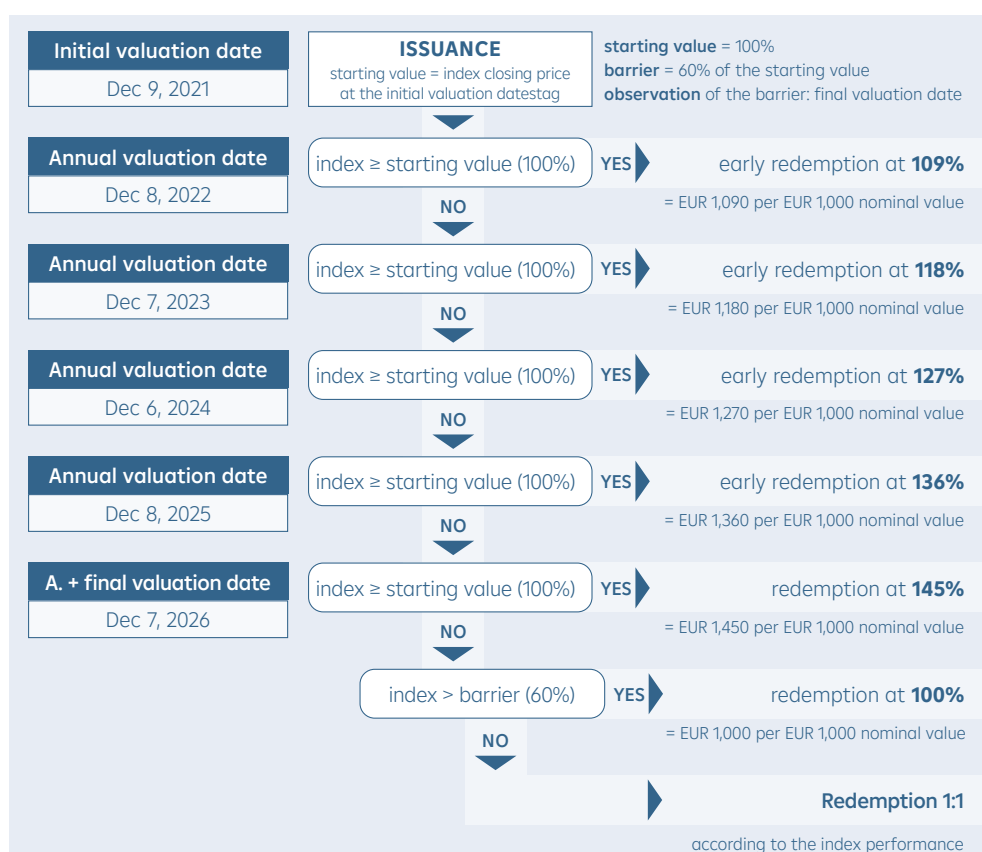 Initial valuation date
Dec 9, 2021
ISSUANCE
starting value = index closing price
at the initial valuation datestag
starting value = 100%
barrier = 60% of the starting value
observation of the barrier: final valuation date
Annual valuation date
Dec 8, 2022
index ≥ starting value (100%)
YES
early redemption at 109%
= EUR 1,090 per EUR 1,000 nominal value
NO
Annual valuation date
Dec 7, 2023
index ≥ starting value (100%)
YES
early redemption at 118%
= EUR 1,180 per EUR 1,000 nominal value
NO
Annual valuation date
Dec 6, 2024
index ≥ starting value (100%)
YES
early redemption at 127%
= EUR 1,270 per EUR 1,000 nominal value
NO
Annual valuation date
Dec 8, 2025
index ≥ starting value (100%)
YES
early redemption at 136%
= EUR 1,360 per EUR 1,000 nominal value
NO
A. + final valuation date
Dec 7, 2026
index ≥ starting value (100%)
YES
redemption at 145%
= EUR 1,450 per EUR 1,000 nominal value
NO
index > barrier (60%)
YES
redemption at 100%
= EUR 1,000 per EUR 1,000 nominal value
NO
Redemption 1:1
according to the index performance